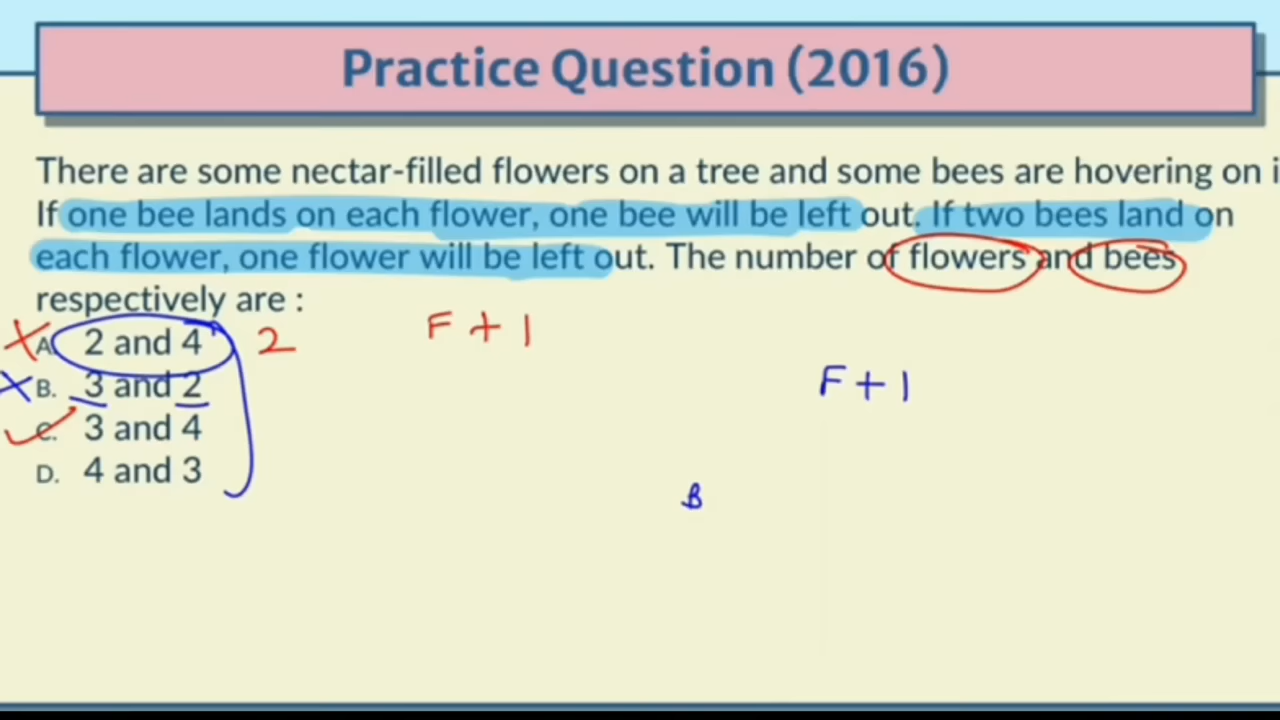 Practice Question (2016)
There are some nectar-filled flowers on a tree and some bees are hovering on i
If one bee lands on each flower, one bee will be left out. If two bees land on
each flower, one flower will be left out. The number of flowers and bees
respectively are :
A. 2 and 4 2
B. 3 and 2
C. 3 and 4
D. 4 and 3
F + 1
F + 1
B